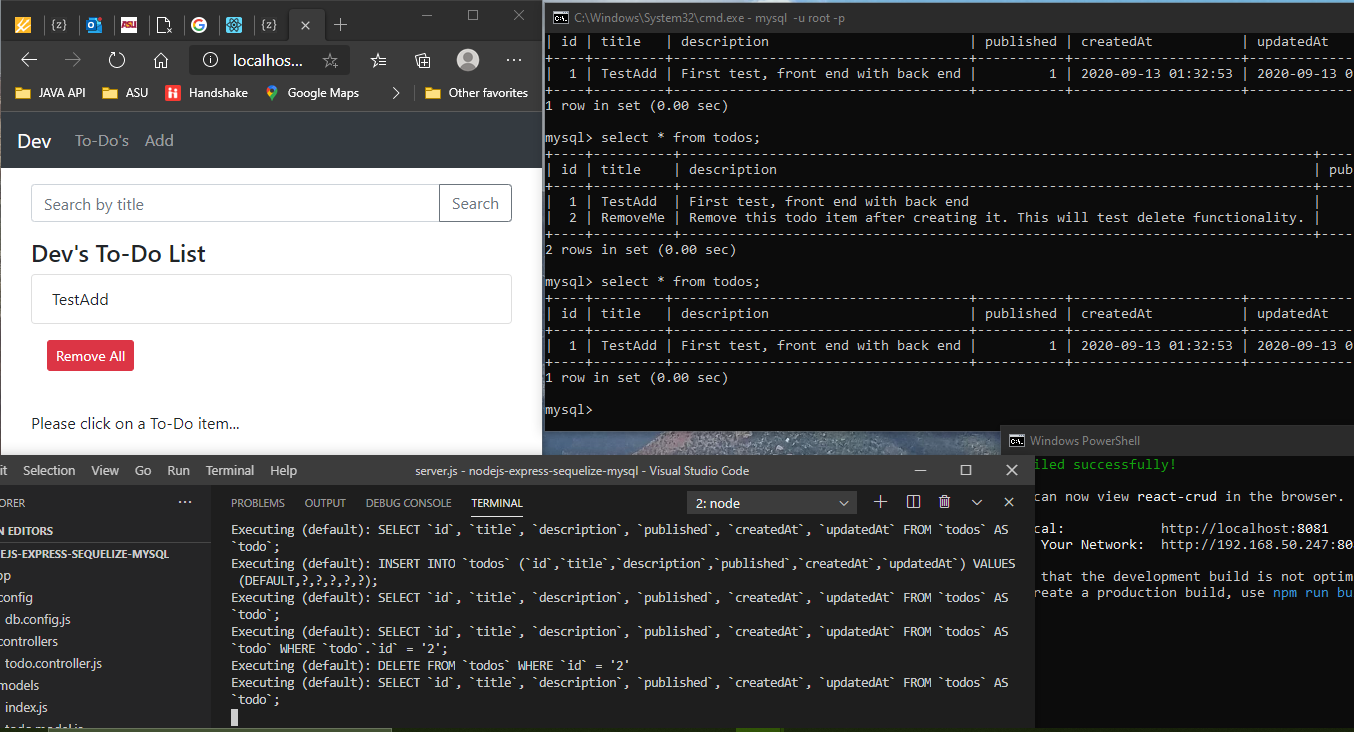 {z}
ASU
{z}
localhos...
JAVA API
ASU
Handshake
Google Maps
Other favorites
Dev To-Do's Add
Search by title
Search
Dev's To-Do List
TestAdd
Remove All
Please click on a To-Do item...
C:\Windows\System32\cmd.exe - mysql -u root -p
| id | title | description | published | createdAt | updatedAt
+----+---------+--------------------------------------+-----------+---------------------+-------------
| 1 | TestAdd | First test, front end with back end | 1 | 2020-09-13 01:32:53 | 2020-09-13 0
+----+---------+--------------------------------------+-----------+---------------------+-------------
1 row in set (0.00 sec)
mysql> select * from todos;
+----+----------+-------------------------------------------------------------------------------+----
| id | title | description | pub
+----+----------+-------------------------------------------------------------------------------+----
| 1 | TestAdd | First test, front end with back end |
| 2 | RemoveMe | Remove this todo item after creating it. This will test delete functionality. |
+----+----------+-------------------------------------------------------------------------------+----
2 rows in set (0.00 sec)
mysql> select * from todos;
+----+---------+--------------------------------------+-----------+---------------------+-------------
| id | title | description | published | createdAt | updatedAt
+----+---------+--------------------------------------+-----------+---------------------+-------------
| 1 | TestAdd | First test, front end with back end | 1 | 2020-09-13 01:32:53 | 2020-09-13 0
+----+---------+--------------------------------------+-----------+---------------------+-------------
1 row in set (0.00 sec)
mysql>
Windows PowerShell
iled successfully!
can now view react-crud in the browser.
cal: http://localhost:8081
Your Network: http://192.168.50.247:80
that the development build is not optim
reate a production build, use npm run bu
it Selection View Go Run Terminal Help
server.js - nodejs-express-sequelize-mysql - Visual Studio Code
ORER ...
N EDITORS
EJS-EXPRESS-SEQUELIZE-MYSQL
pp
config
db.config.js
controllers
todo.controller.js
models
index.js
todo.model.js
PROBLEMS OUTPUT DEBUG CONSOLE TERMINAL
2: node
Executing (default): SELECT `id`, `title`, `description`, `published`, `createdAt`, `updatedAt` FROM `todos` AS
`todo`;
Executing (default): INSERT INTO `todos` (`id`,`title`,`description`,`published`,`createdAt`,`updatedAt`) VALUES
(DEFAULT,?,?,?,?,?);
Executing (default): SELECT `id`, `title`, `description`, `published`, `createdAt`, `updatedAt` FROM `todos` AS
`todo`;
Executing (default): SELECT `id`, `title`, `description`, `published`, `createdAt`, `updatedAt` FROM `todos` AS
`todo` WHERE `todo`.`id` = '2';
Executing (default): DELETE FROM `todos` WHERE `id` = '2'
Executing (default): SELECT `id`, `title`, `description`, `published`, `createdAt`, `updatedAt` FROM `todos` AS
`todo`;